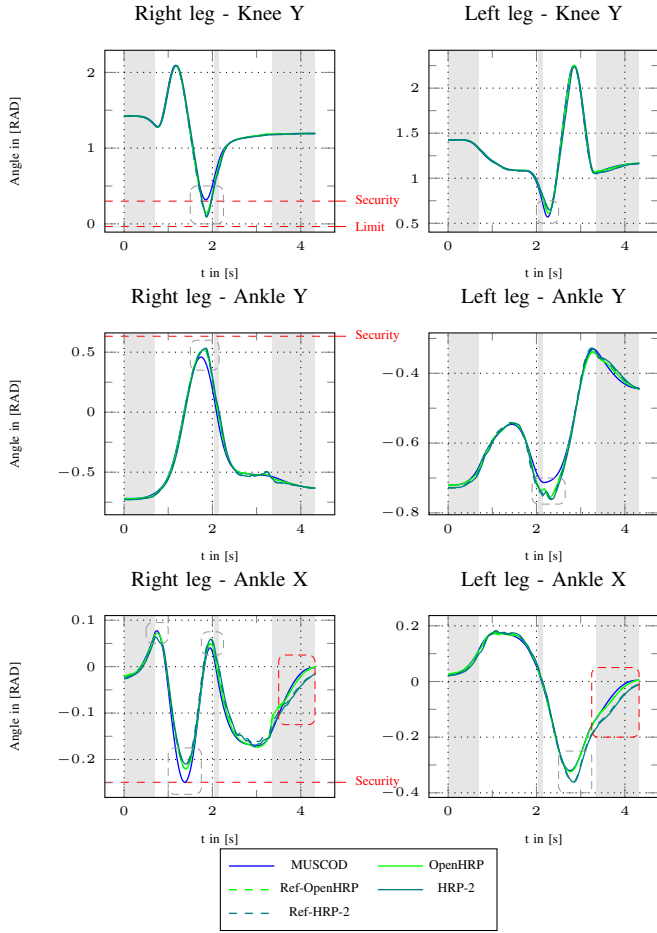 Right leg - Knee Y
Left leg - Knee Y
Angle in [RAD]
2
1
0
Security
Limit
0 2 4
t in [s]
2
1.5
1
0.5
0 2 4
t in [s]
Right leg - Ankle Y
Left leg - Ankle Y
Angle in [RAD]
0.5
0
−0.5
Security
0 2 4
t in [s]
−0.4
−0.6
−0.8
0 2 4
t in [s]
Right leg - Ankle X
Left leg - Ankle X
Angle in [RAD]
0.1
0
−0.1
−0.2
Security
0 2 4
t in [s]
0.2
0
−0.2
−0.4
0 2 4
t in [s]
MUSCOD OpenHRP
Ref-OpenHRP HRP-2
Ref-HRP-2